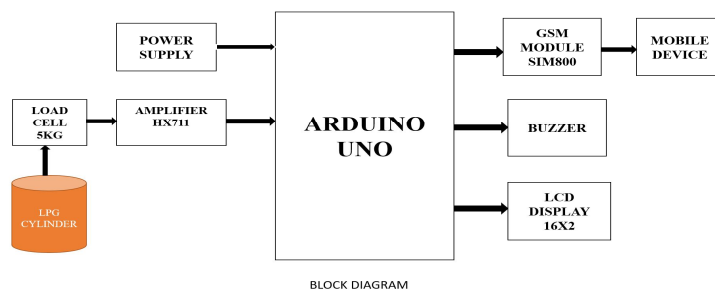 POWER
SUPPLY
GSM
MODULE
SIM800
MOBILE
DEVICE
LOAD
CELL
5KG
AMPLIFIER
HX711
ARDUINO
UNO
BUZZER
LPG
CYLINDER
LCD
DISPLAY
16X2
BLOCK DIAGRAM